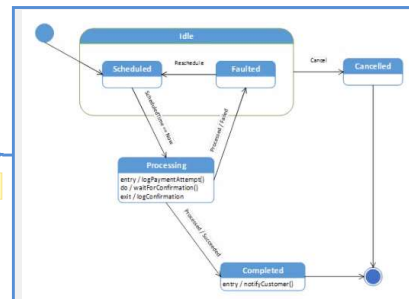 Idle
Scheduled
Reschedule
Faulted
Cancel
Cancelled
ScheduledTime == Now
Processed / Failed
Processing
entry / logPaymentAttempt()
do / waitForConfirmation()
exit / logConfirmation
Processed / Succeeded
Completed
entry / notifyCustomer()